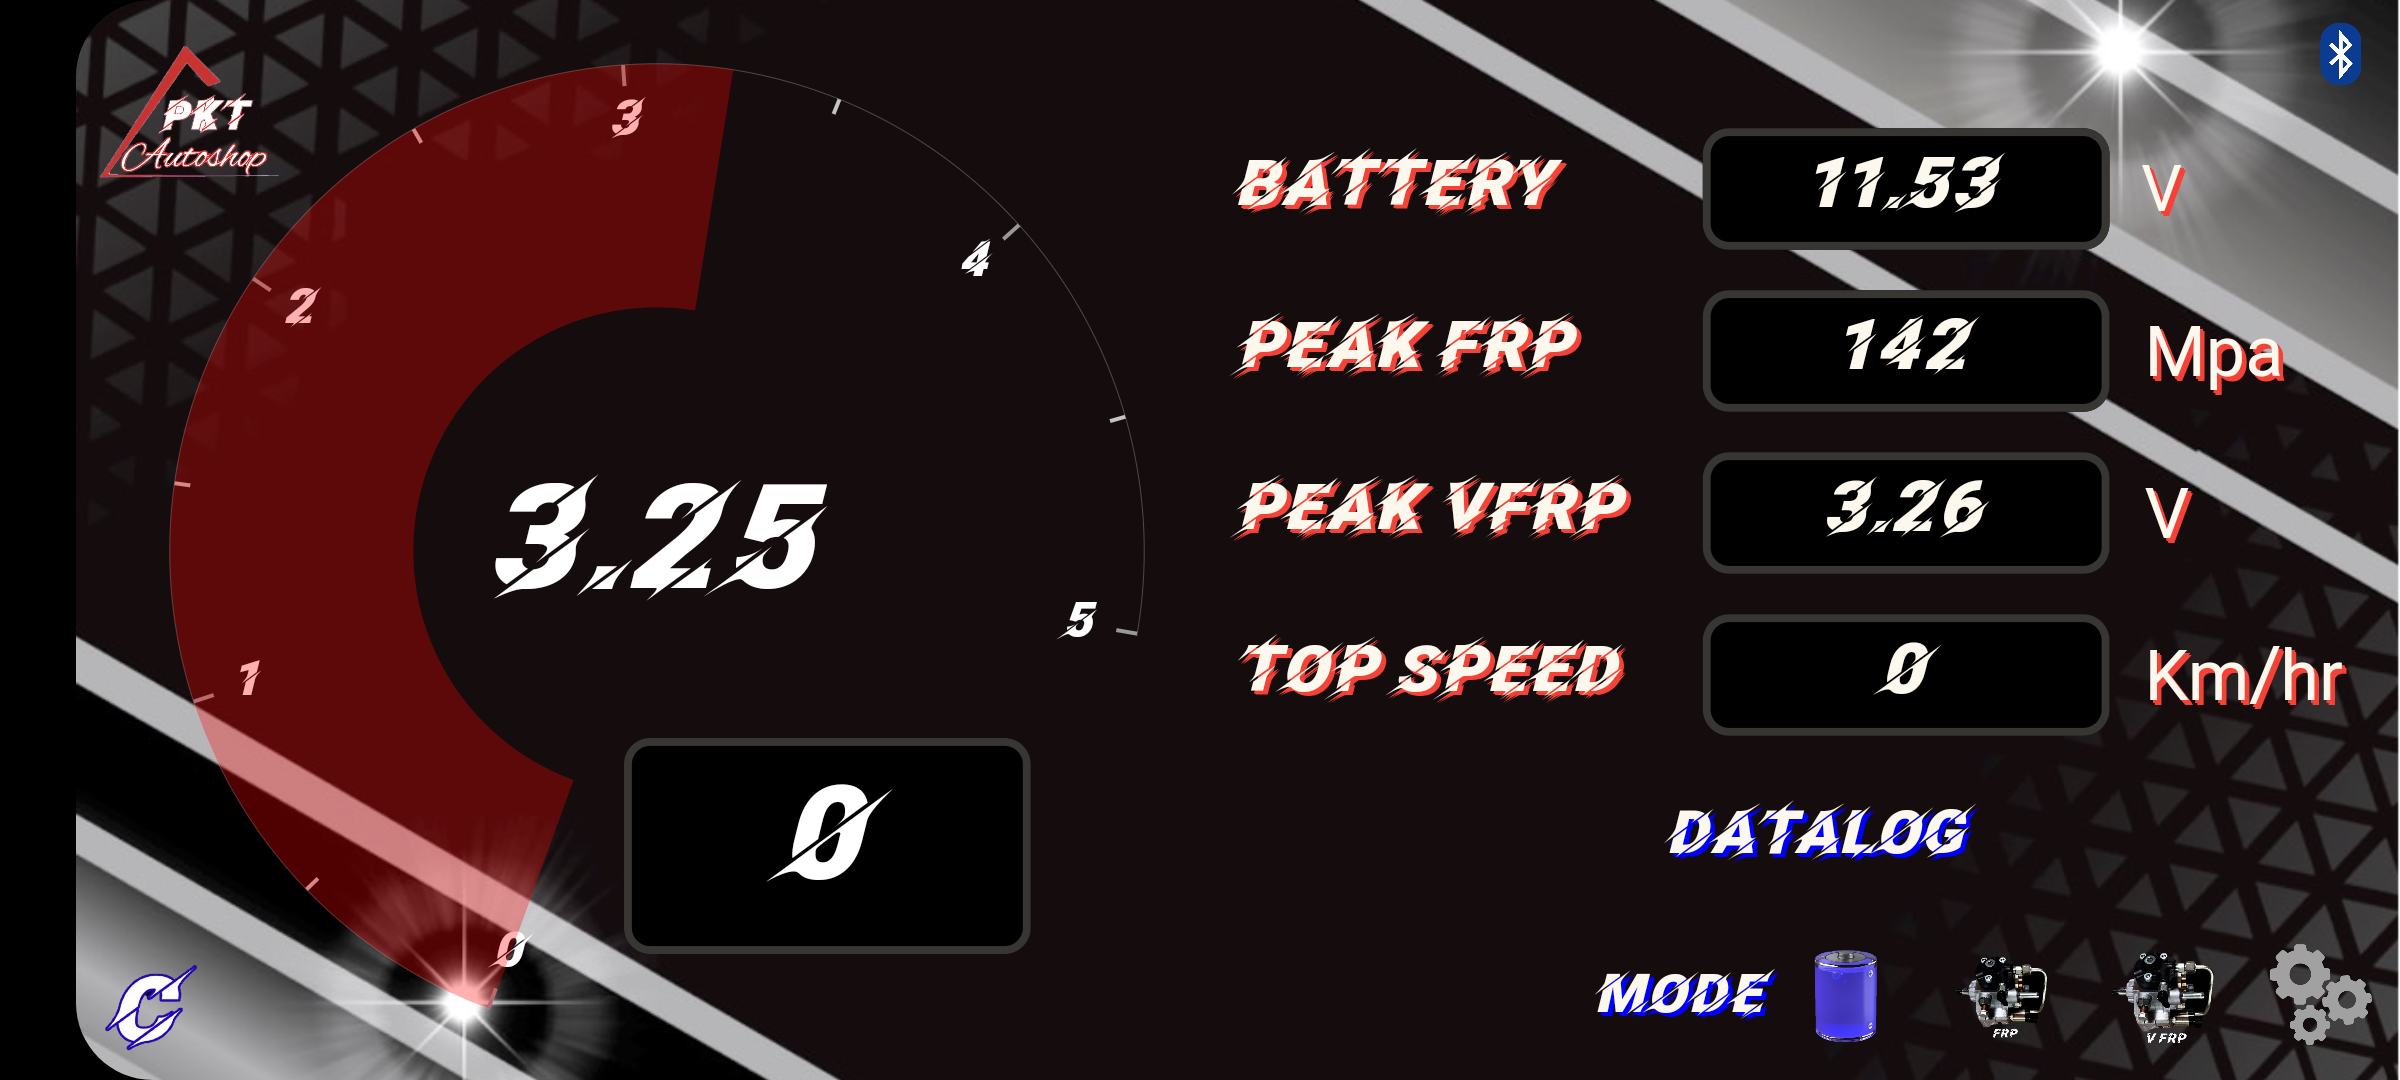 PKT
Autoshop
0
1
2
3
4
5
3.25
0
BATTERY 11.53 V
PEAK FRP 142 Mpa
PEAK VFRP 3.26 V
TOP SPEED 0 Km/hr
DATALOG
MODE
FRP
V FRP
C